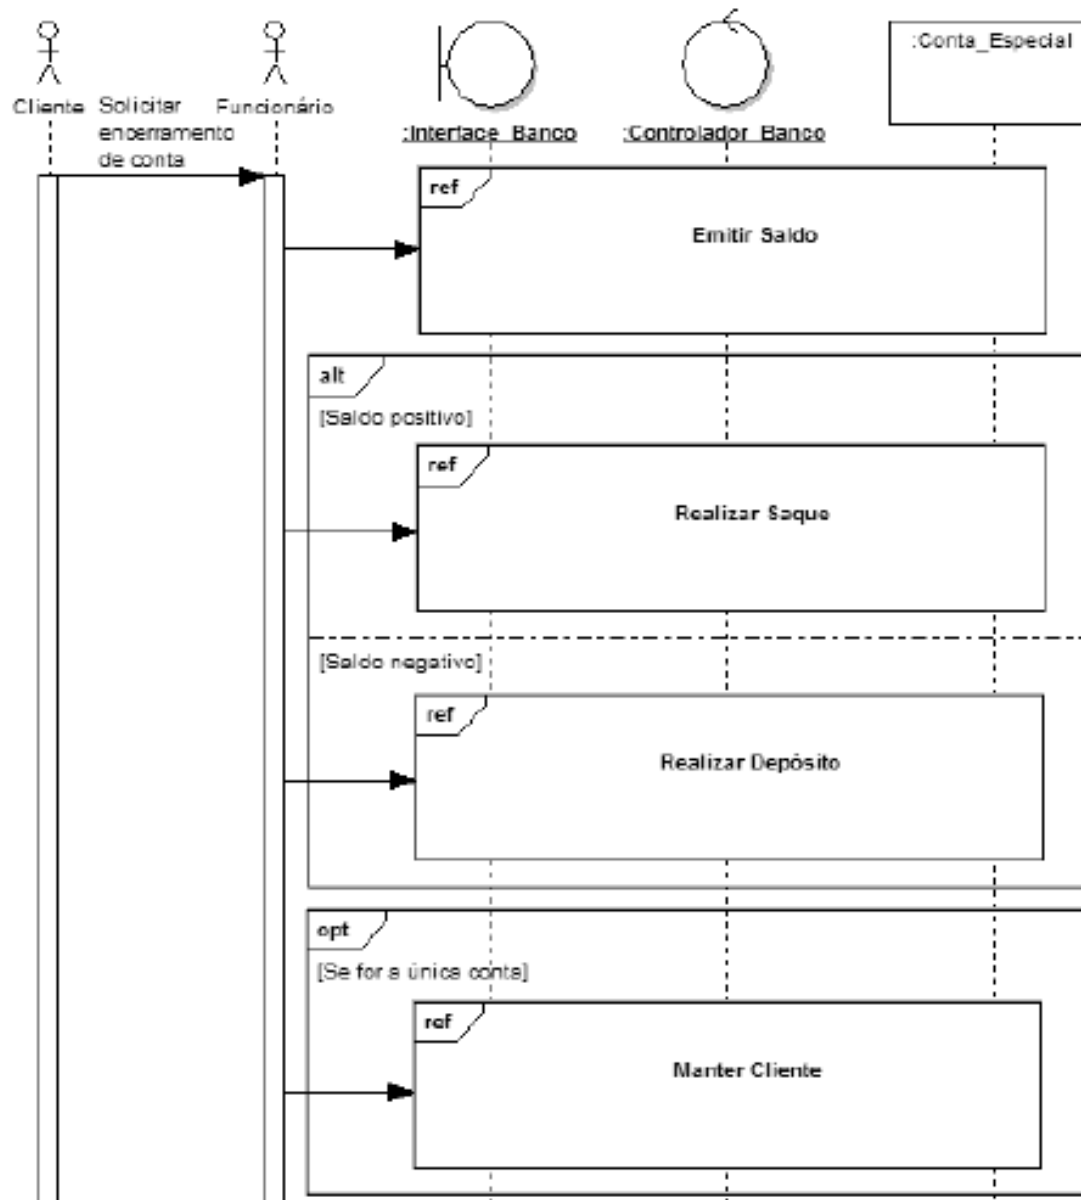 Cliente
Solicitar
encerramento
de conta
Funcionário
:Interface_Banco
:Controlador_Banco
:Conta_Especial
ref
Emitir Saldo
alt
[Saldo positivo]
ref
Realizar Saque
[Saldo negativo]
ref
Realizar Depósito
opt
[Se for a única conta]
ref
Manter Cliente